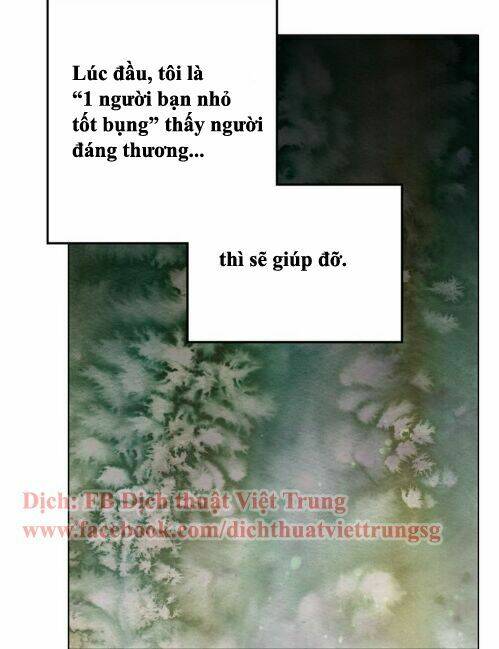 Lúc đầu, tôi là
“1 người bạn nhỏ
tốt bụng” thấy người
đáng thương...
thì sẽ giúp đỡ.
Dịch: FB Dịch thuật Việt Trung
www.facebook.com/dichthuatviettrungsg